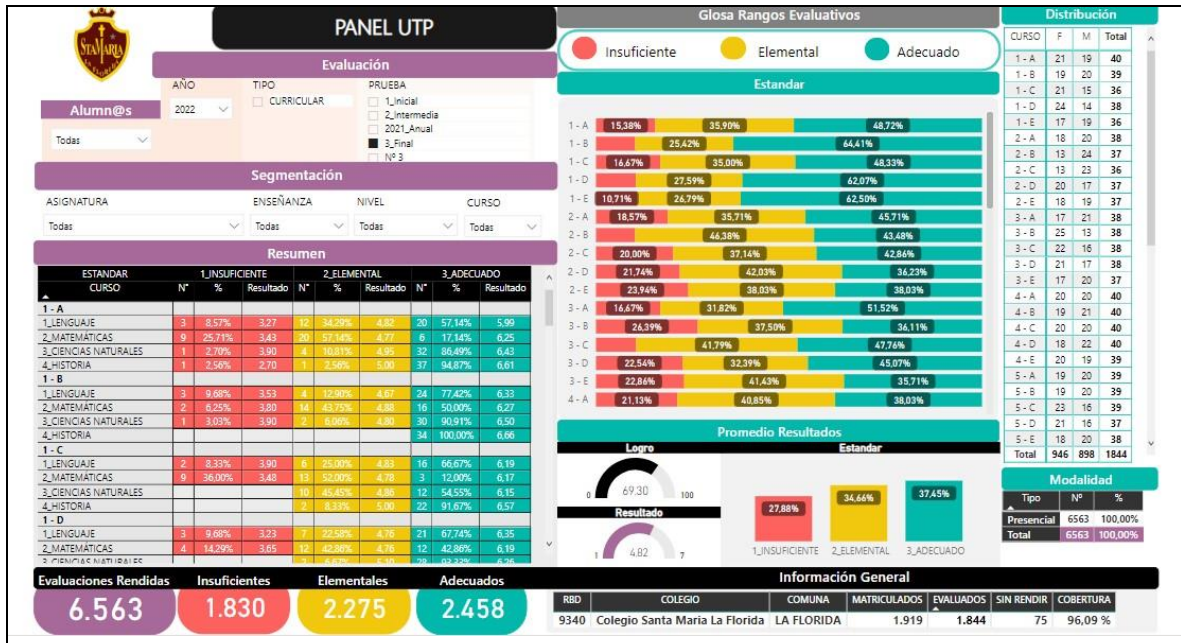 STAMARIA
LA FLORIDA
PANEL UTP
Evaluación
AÑO TIPO PRUEBA
2022 CURRICULAR 1_Inicial
2_Intermedia
2021_Anual
3_Final
Nº 3
Alumn@s
Todas
Segmentación
ASIGNATURA ENSEÑANZA NIVEL CURSO
Todas Todas Todas Todas
Resumen
ESTANDAR 1_INSUFICIENTE 2_ELEMENTAL 3_ADECUADO
CURSO N° % Resultado N° % Resultado N° % Resultado
1 - A
1_LENGUAJE 3 8,57% 3,27 12 34,29% 4,82 20 57,14% 5,99
2_MATEMÁTICAS 9 25,71% 3,43 20 57,14% 4,77 6 17,14% 6,25
3_CIENCIAS NATURALES 1 2,70% 3,90 4 10,81% 4,95 32 86,49% 6,43
4_HISTORIA 1 2,56% 2,70 1 2,56% 5,00 37 94,87% 6,61
1 - B
1_LENGUAJE 3 9,68% 3,53 4 12,90% 4,67 24 77,42% 6,33
2_MATEMÁTICAS 2 6,25% 3,80 14 43,75% 4,88 16 50,00% 6,27
3_CIENCIAS NATURALES 1 3,03% 3,90 2 6,06% 4,80 30 90,91% 6,50
4_HISTORIA 34 100,00% 6,66
1 - C
1_LENGUAJE 2 8,33% 3,90 6 25,00% 4,83 16 66,67% 6,19
2_MATEMÁTICAS 9 36,00% 3,48 13 52,00% 4,78 3 12,00% 6,17
3_CIENCIAS NATURALES 10 45,45% 4,86 12 54,55% 6,15
4_HISTORIA 2 8,33% 5,00 22 91,67% 6,57
1 - D
1_LENGUAJE 3 9,68% 3,23 7 22,58% 4,76 21 67,74% 6,35
2_MATEMÁTICAS 4 14,29% 3,65 12 42,86% 4,76 12 42,86% 6,19
3_CIENCIAS NATURALES
Glosa Rangos Evaluativos
Insuficiente Elemental Adecuado
Estandar
1 - A 15,38% 35,90% 48,72%
1 - B 25,42% 64,41%
1 - C 16,67% 35,00% 48,33%
1 - D 27,59% 62,07%
1 - E 10,71% 26,79% 62,50%
2 - A 18,57% 35,71% 45,71%
2 - B 46,38% 43,48%
2 - C 20,00% 37,14% 42,86%
2 - D 21,74% 42,03% 36,23%
2 - E 23,94% 38,03% 38,03%
3 - A 16,67% 31,82% 51,52%
3 - B 26,39% 37,50% 36,11%
3 - C 41,79% 47,76%
3 - D 22,54% 32,39% 45,07%
3 - E 22,86% 41,43% 35,71%
4 - A 21,13% 40,85% 38,03%
Promedio Resultados
Logro Estandar
0 69.30 100
Resultado
1 4,82 7
27,88% 34,66% 37,45%
1_INSUFICIENTE 2_ELEMENTAL 3_ADECUADO
Distribución
CURSO F M Total
1 - A 21 19 40
1 - B 19 20 39
1 - C 21 15 36
1 - D 24 14 38
1 - E 17 19 36
2 - A 18 20 38
2 - B 13 24 37
2 - C 13 23 36
2 - D 20 17 37
2 - E 18 19 37
3 - A 17 21 38
3 - B 25 13 38
3 - C 22 16 38
3 - D 21 17 38
3 - E 17 20 37
4 - A 20 20 40
4 - B 19 21 40
4 - C 20 20 40
4 - D 18 22 40
4 - E 20 19 39
5 - A 19 20 39
5 - B 19 20 39
5 - C 23 16 39
5 - D 21 16 37
5 - E 18 20 38
Total 946 898 1844
Modalidad
Tipo Nº %
Presencial 6563 100,00%
Total 6563 100,00%
Evaluaciones Rendidas Insuficientes Elementales Adecuados
6.563 1.830 2.275 2.458
Información General
RBD COLEGIO COMUNA MATRICULADOS EVALUADOS SIN RENDIR COBERTURA
9340 Colegio Santa Maria La Florida LA FLORIDA 1.919 1.844 75 96,09 %